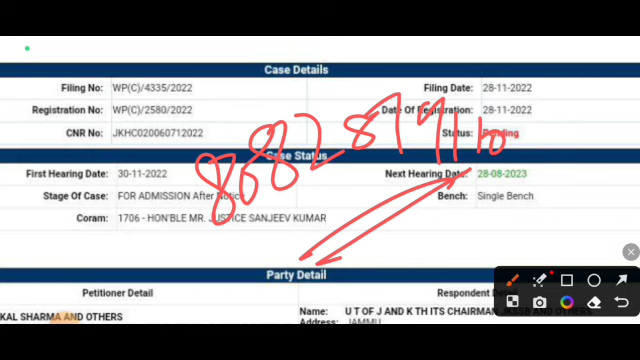 Case Details
Filing No: WP(C)/4335/2022 Filing Date: 28-11-2022
Registration No: WP(C)/2580/2022 Date Of Registration: 28-11-2022
CNR No: JKHC020060712022 Status: Pending
Case Status
First Hearing Date: 30-11-2022 Next Hearing Date: 28-08-2023
Stage Of Case: FOR ADMISSION After Notice Bench: Single Bench
Coram: 1706 - HON'BLE MR. JUSTICE SANJEEV KUMAR
Party Detail
Petitioner Detail Respondent Detail
KAL SHARMA AND OTHERS Name: U T OF J AND K TH ITS CHAIRMAN JKSSB AND OTHERS
Address: JAMMU